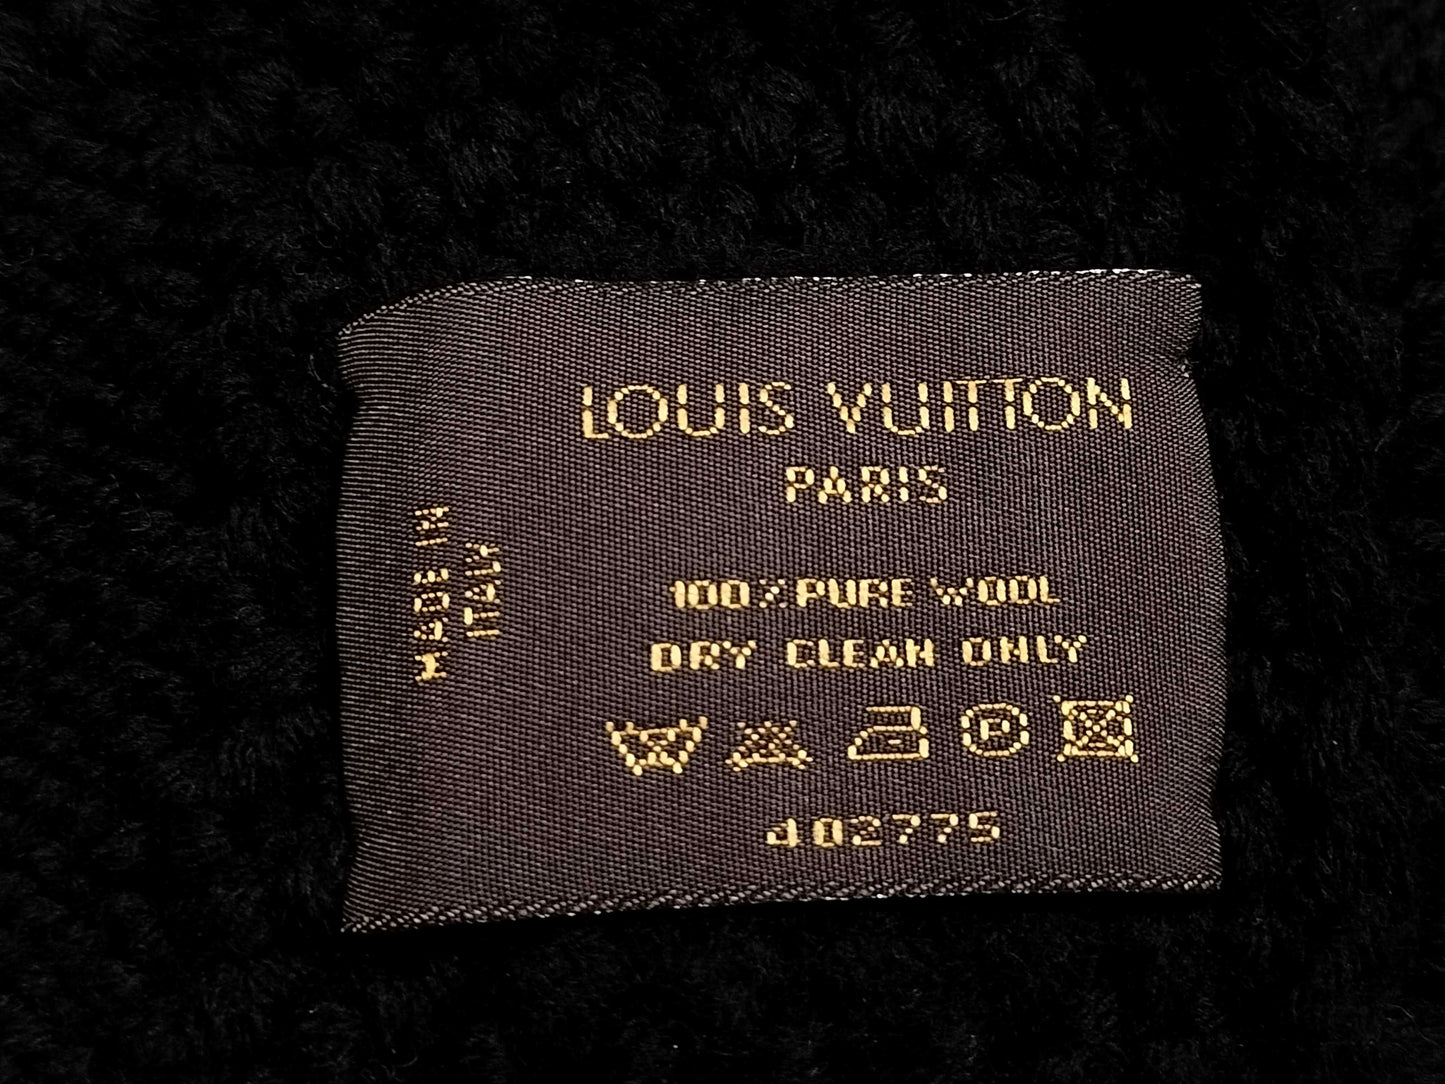 LOUIS VUITTON
PARIS
MADE IN
ITALY
100% PURE WOOL
DRY CLEAN ONLY
P
402775